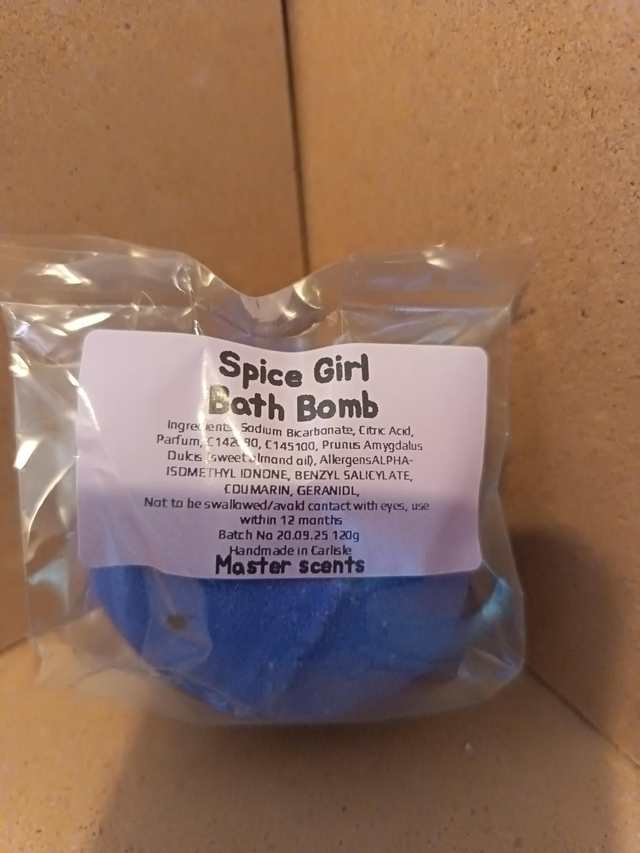 Spice Girl
Bath Bomb
Ingredients, Sodium Bicarbonate, Citric Acid,
Parfum, C142090, C145100, Prunus Amygdalus
Dulcis (sweet almond oil), AllergensALPHA-
ISOMETHYL IONONE, BENZYL SALICYLATE,
COUMARIN, GERANIOL,
Not to be swallowed/avoid contact with eyes, use
within 12 months
Batch No 20.09.25 120g
Handmade in Carlisle
Master scents